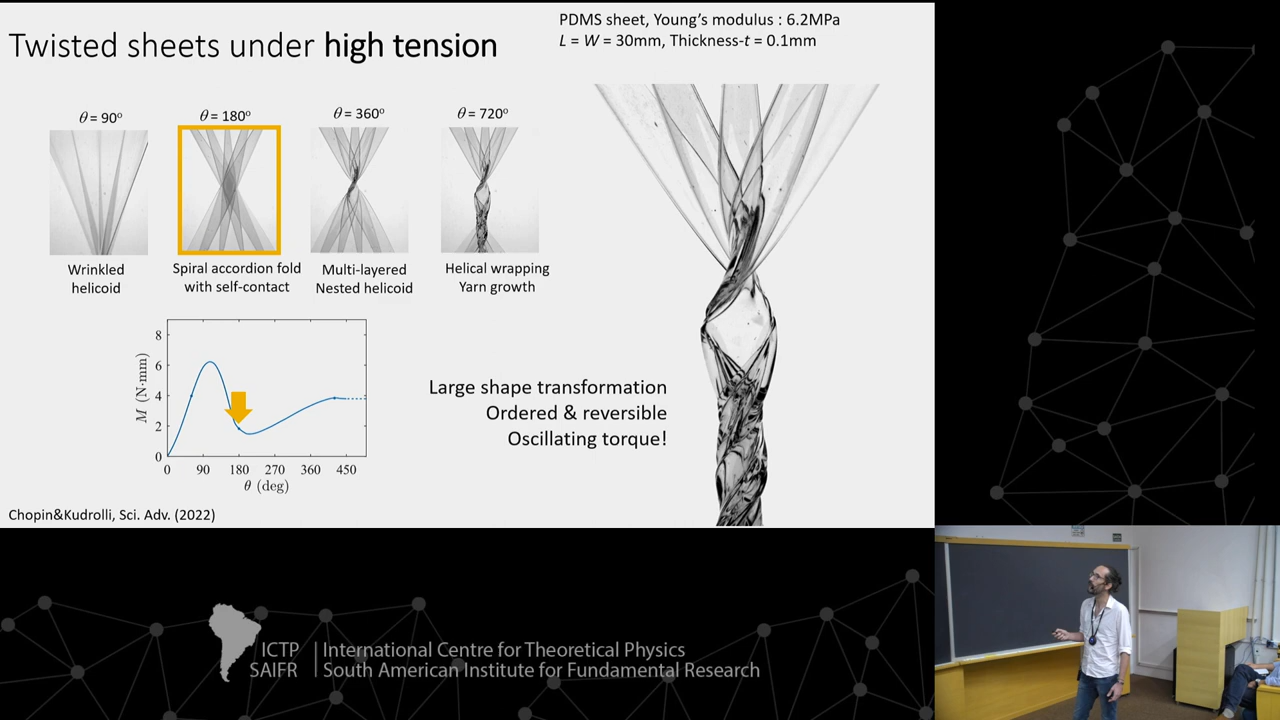 Twisted sheets under high tension
PDMS sheet, Young's modulus : 6.2MPa
L = W = 30mm, Thickness-t = 0.1mm
θ = 90º
θ = 180º
θ = 360º
θ = 720º
Wrinkled
helicoid
Spiral accordion fold
with self-contact
Multi-layered
Nested helicoid
Helical wrapping
Yarn growth
M (N·mm)
8
6
4
2
0
0 90 180 270 360 450
θ (deg)
Large shape transformation
Ordered & reversible
Oscillating torque!
Chopin&Kudrolli, Sci. Adv. (2022)
ICTP
SAIFR
International Centre for Theoretical Physics
South American Institute for Fundamental Research